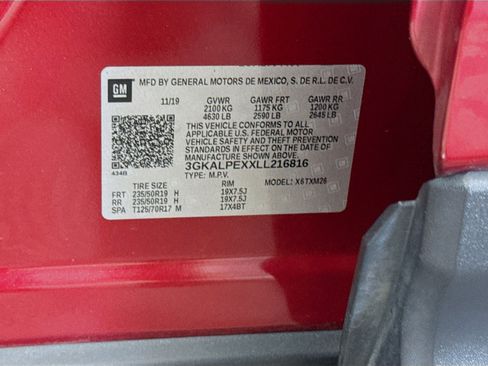 GM
MFD BY GENERAL MOTORS DE MEXICO, S. DE R.L. DE C.V.
11/19 GVWR GAWR FRT GAWR RR
2100 KG 1175 KG 1200 KG
4630 LB 2590 LB 2645 LB
THIS VEHICLE CONFORMS TO ALL
APPLICABLE U.S. FEDERAL MOTOR
VEHICLE SAFETY AND THEFT PREVENTION
STANDARDS IN EFFECT ON THE DATE OF
MANUFACTURE SHOWN ABOVE.
3GKALPEXXLL216816
434B
TYPE: M.P.V. MODEL: X6TXM26
TIRE SIZE RIM
FRT 235/50R19 H 19X7.5J
RR 235/50R19 H 19X7.5J
SPA T125/70R17 M 17X4BT